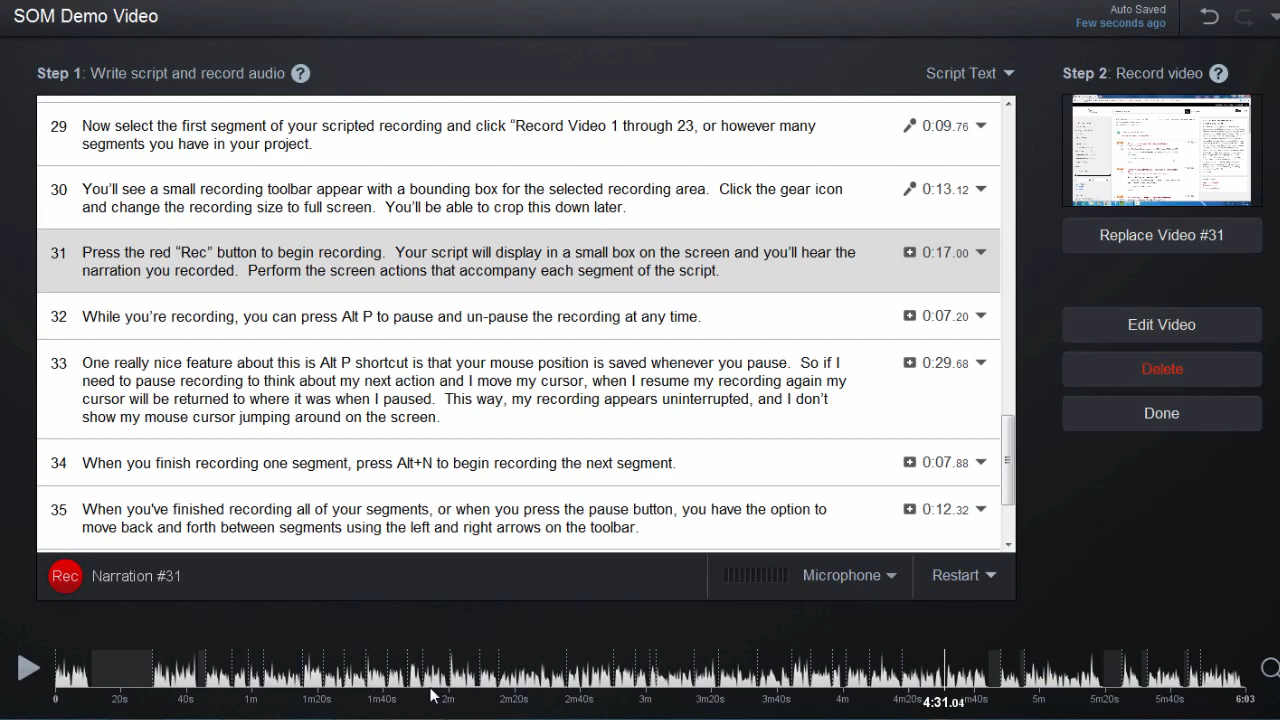 SOM Demo Video
Auto Saved
Few seconds ago
Step 1: Write script and record audio ?
Script Text
Step 2: Record video ?
29 Now select the first segment of your scripted recording and click "Record Video 1 through 23, or however many 0:09.76
segments you have in your project.
30 You'll see a small recording toolbar appear with a bounding box for the selected recording area. Click the gear icon 0:13.12
and change the recording size to full screen. You'll be able to crop this down later.
31 Press the red "Rec" button to begin recording. Your script will display in a small box on the screen and you'll hear the 0:17.00
narration you recorded. Perform the screen actions that accompany each segment of the script.
32 While you're recording, you can press Alt P to pause and un-pause the recording at any time. 0:07.20
33 One really nice feature about this is Alt P shortcut is that your mouse position is saved whenever you pause. So if I 0:29.68
need to pause recording to think about my next action and I move my cursor, when I resume my recording again my
cursor will be returned to where it was when I paused. This way, my recording appears uninterrupted, and I don't
show my mouse cursor jumping around on the screen.
34 When you finish recording one segment, press Alt+N to begin recording the next segment. 0:07.88
35 When you've finished recording all of your segments, or when you press the pause button, you have the option to 0:12.32
move back and forth between segments using the left and right arrows on the toolbar.
Replace Video #31
Edit Video
Delete
Done
Rec Narration #31
Microphone
Restart
0 20s 40s 1m 1m20s 1m40s 2m 2m20s 2m40s 3m 3m20s 3m40s 4m 4m20s 4:31.04 5m 5m20s 5m40s 6:03